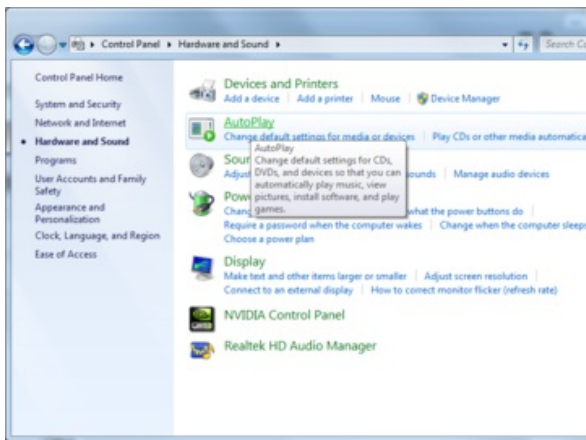 Control Panel ▸ Hardware and Sound ▸
Search Co
Control Panel Home
System and Security
Network and Internet
Hardware and Sound
Programs
User Accounts and Family
Safety
Appearance and
Personalization
Clock, Language, and Region
Ease of Access
Devices and Printers
Add a device | Add a printer | Mouse | Device Manager
AutoPlay
Change default settings for media or devices | Play CDs or other media automatica
AutoPlay
Change default settings for CDs,
DVDs, and devices so that you can
automatically play music, view
pictures, install software, and play
games.
Sour
Adjus ounds | Manage audio devices
Powe
Chang what the power buttons do
Require a password when the computer wakes | Change when the computer sleeps
Choose a power plan
Display
Make text and other items larger or smaller | Adjust screen resolution
Connect to an external display | How to correct monitor flicker (refresh rate)
NVIDIA Control Panel
Realtek HD Audio Manager